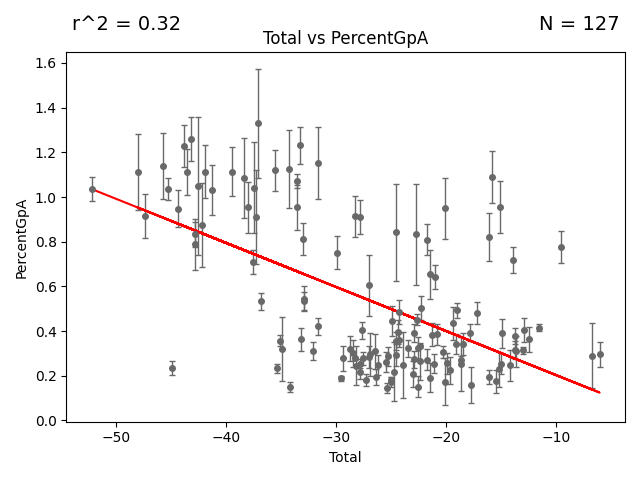 r^2 = 0.32
N = 127
Total vs PercentGpA
1.6
1.4
1.2
1.0
0.8
0.6
0.4
0.2
0.0
PercentGpA
−50
−40
−30
−20
−10
Total